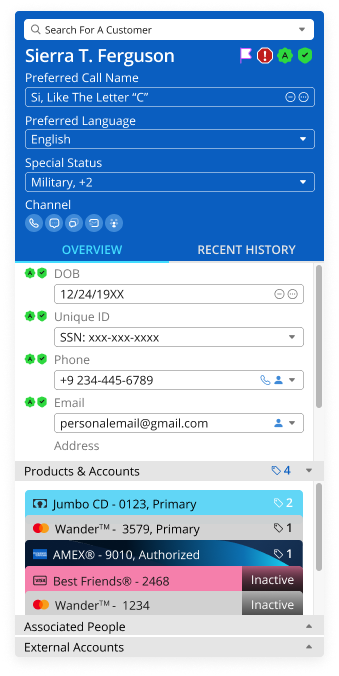 Search For A Customer
Sierra T. Ferguson
Preferred Call Name
Si, Like The Letter “C”
Preferred Language
English
Special Status
Military, +2
Channel
OVERVIEW RECENT HISTORY
A DOB
12/24/19XX
A Unique ID
SSN: xxx-xxx-xxxx
A Phone
+9 234-445-6789
A Email
personalemail@gmail.com
Address
Products & Accounts 4
Jumbo CD - 0123, Primary 2
Wander™ - 3579, Primary 1
AMEX® - 9010, Authorized 1
Best Friends® - 2468 Inactive
Wander™ - 1234 Inactive
Associated People
External Accounts